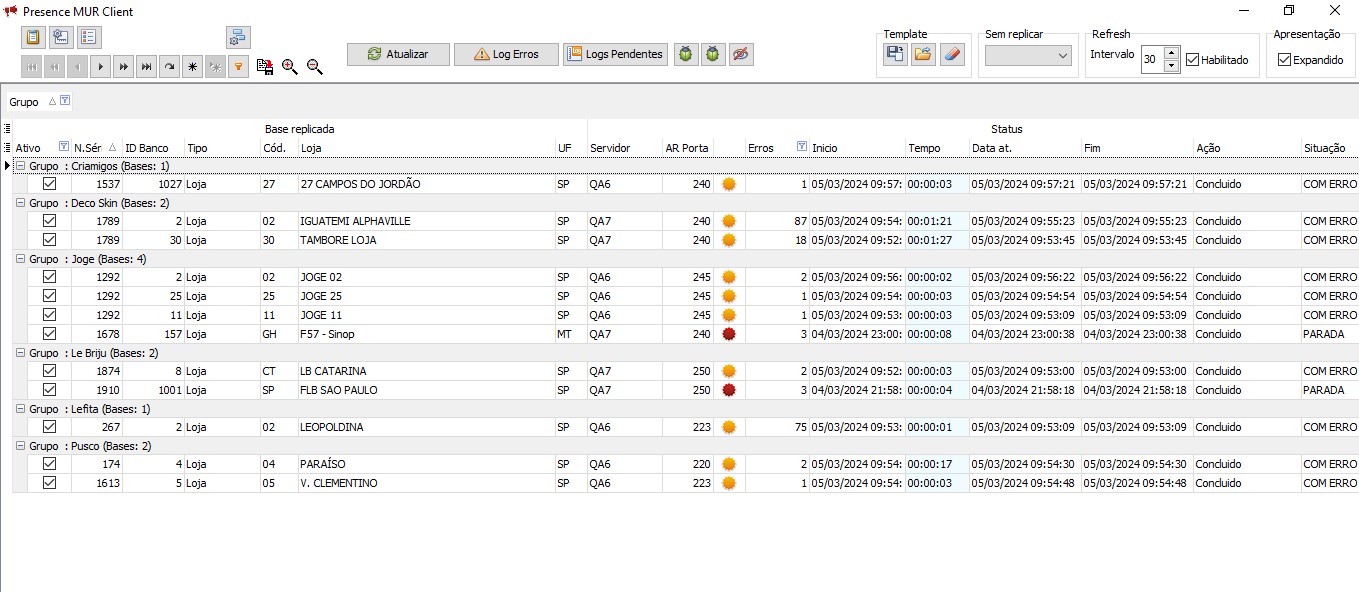 Presence MUR Client
Template Sem replicar Refresh Apresentação
Atualizar Log Erros Logs Pendentes Intervalo 30 Habilitado Expandido
Grupo
Base replicada Status
Ativo N.Séri ID Banco Tipo Cód. Loja UF Servidor AR Porta Erros Inicio Tempo Data at. Fim Ação Situação
Grupo : Criamigos (Bases: 1)
1537 1027 Loja 27 27 CAMPOS DO JORDÃO SP QA6 240 1 05/03/2024 09:57: 00:00:03 05/03/2024 09:57:21 05/03/2024 09:57:21 Concluido COM ERRO
Grupo : Deco Skin (Bases: 2)
1789 2 Loja 02 IGUATEMI ALPHAVILLE SP QA7 240 87 05/03/2024 09:54: 00:01:21 05/03/2024 09:55:23 05/03/2024 09:55:23 Concluido COM ERRO
1789 30 Loja 30 TAMBORE LOJA SP QA7 240 18 05/03/2024 09:52: 00:01:27 05/03/2024 09:53:45 05/03/2024 09:53:45 Concluido COM ERRO
Grupo : Joge (Bases: 4)
1292 2 Loja 02 JOGE 02 SP QA6 245 2 05/03/2024 09:56: 00:00:02 05/03/2024 09:56:22 05/03/2024 09:56:22 Concluido COM ERRO
1292 25 Loja 25 JOGE 25 SP QA6 245 1 05/03/2024 09:54: 00:00:03 05/03/2024 09:54:54 05/03/2024 09:54:54 Concluido COM ERRO
1292 11 Loja 11 JOGE 11 SP QA6 245 1 05/03/2024 09:53: 00:00:03 05/03/2024 09:53:09 05/03/2024 09:53:09 Concluido COM ERRO
1678 157 Loja GH F57 - Sinop MT QA7 240 3 04/03/2024 23:00: 00:00:08 04/03/2024 23:00:38 04/03/2024 23:00:38 Concluido PARADA
Grupo : Le Briju (Bases: 2)
1874 8 Loja CT LB CATARINA SP QA7 250 2 05/03/2024 09:52: 00:00:03 05/03/2024 09:53:00 05/03/2024 09:53:00 Concluido COM ERRO
1910 1001 Loja SP FLB SAO PAULO SP QA7 250 3 04/03/2024 21:58: 00:00:04 04/03/2024 21:58:18 04/03/2024 21:58:18 Concluido PARADA
Grupo : Lefita (Bases: 1)
267 2 Loja 02 LEOPOLDINA SP QA6 223 75 05/03/2024 09:53: 00:00:01 05/03/2024 09:53:09 05/03/2024 09:53:09 Concluido COM ERRO
Grupo : Pusco (Bases: 2)
174 4 Loja 04 PARAÍSO SP QA6 220 2 05/03/2024 09:54: 00:00:17 05/03/2024 09:54:30 05/03/2024 09:54:30 Concluido COM ERRO
1613 5 Loja 05 V. CLEMENTINO SP QA6 223 1 05/03/2024 09:54: 00:00:03 05/03/2024 09:54:48 05/03/2024 09:54:48 Concluido COM ERRO